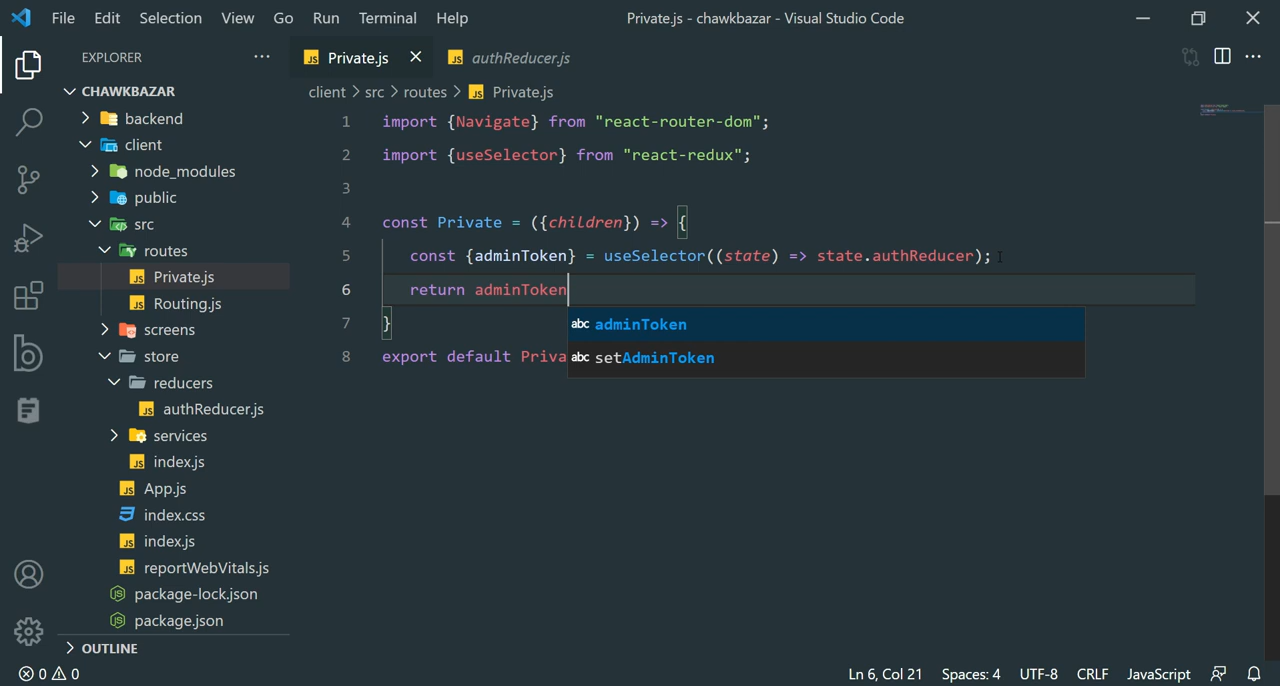 File Edit Selection View Go Run Terminal Help Private.js - chawkbazar - Visual Studio Code
EXPLORER ...
CHAWKBAZAR
backend
client
node_modules
public
src
routes
Private.js
Routing.js
screens
store
reducers
authReducer.js
services
index.js
App.js
index.css
index.js
reportWebVitals.js
package-lock.json
package.json
OUTLINE
JS Private.js JS authReducer.js
client > src > routes > JS Private.js
1 import {Navigate} from "react-router-dom";
2 import {useSelector} from "react-redux";
3
4 const Private = ({children}) => {
5 const {adminToken} = useSelector((state) => state.authReducer);
6 return adminToken
7 }
8 export default Priva
abc adminToken
abc setAdminToken
0 0 Ln 6, Col 21 Spaces: 4 UTF-8 CRLF JavaScript